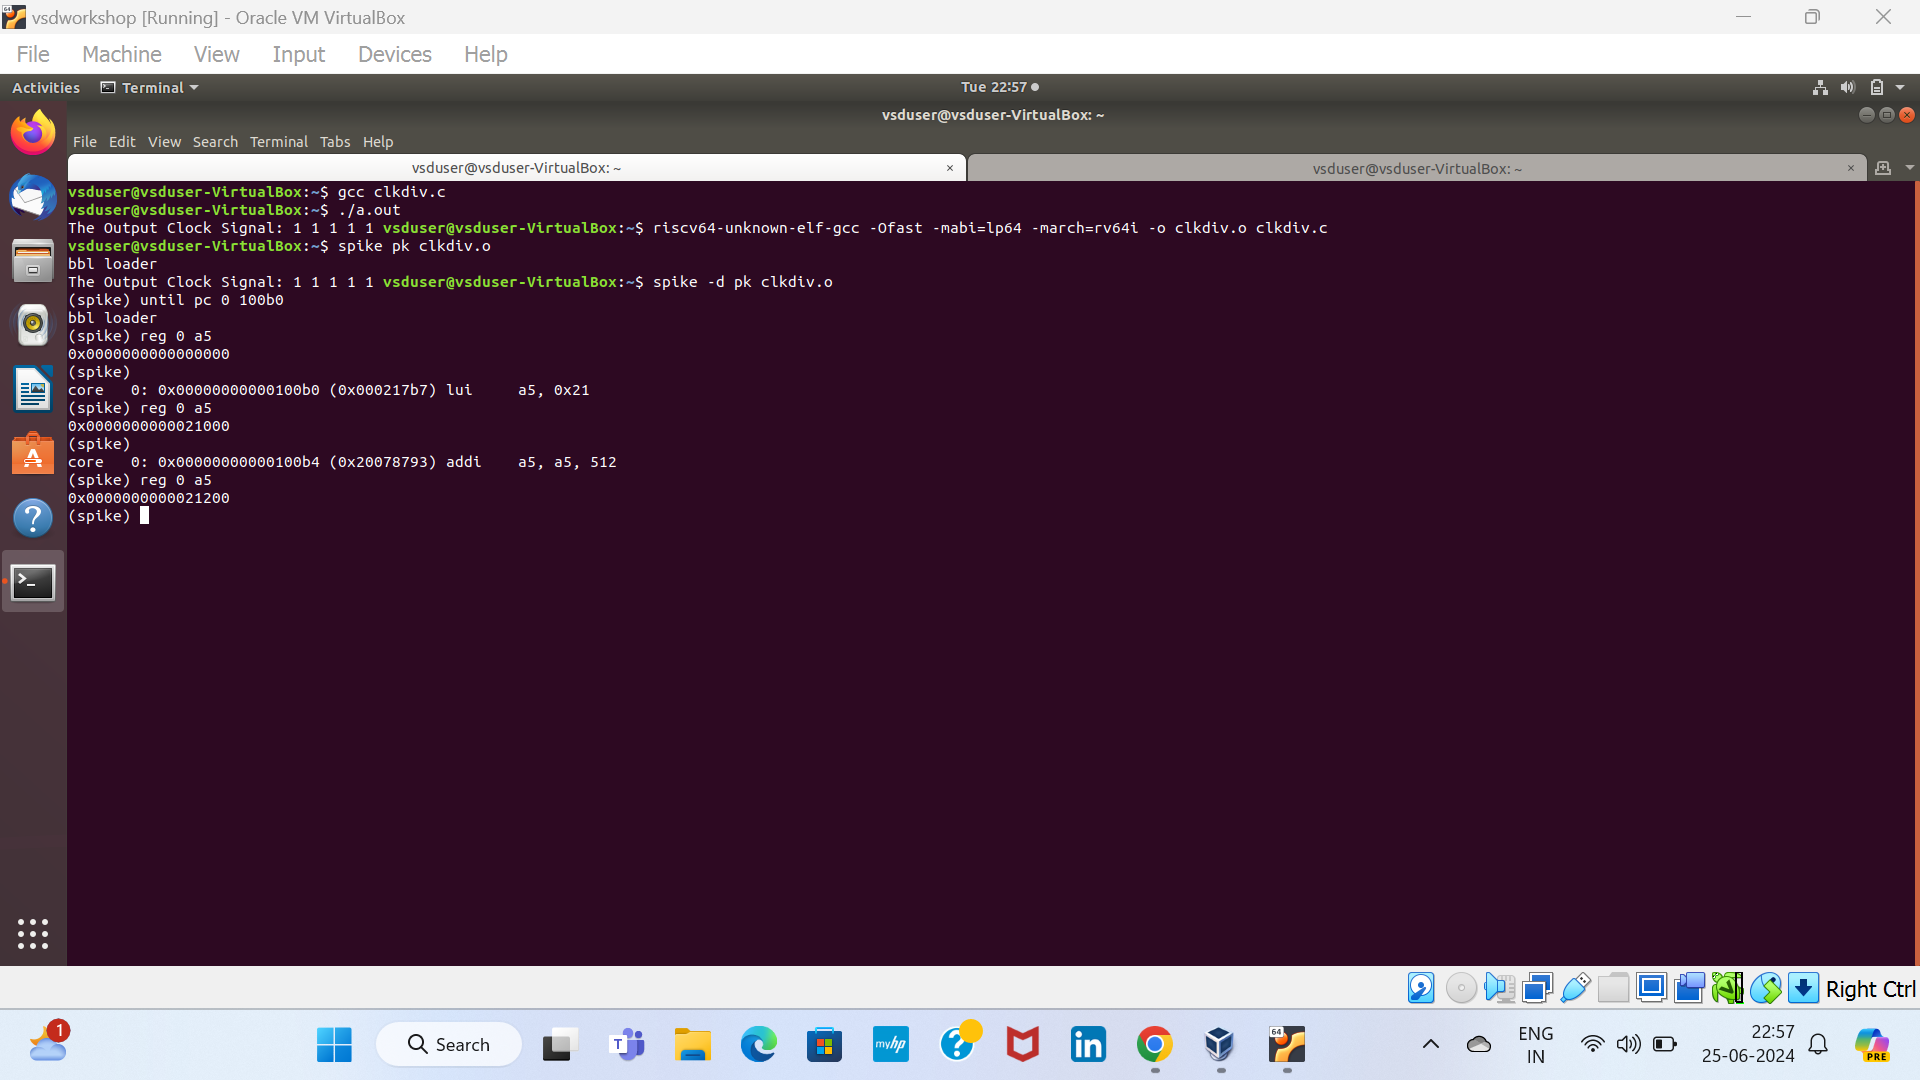 vsdworkshop [Running] - Oracle VM VirtualBox
File Machine View Input Devices Help
Activities Terminal Tue 22:57
vsduser@vsduser-VirtualBox: ~
File Edit View Search Terminal Tabs Help
vsduser@vsduser-VirtualBox: ~ × vsduser@vsduser-VirtualBox: ~ ×
vsduser@vsduser-VirtualBox:~$ gcc clkdiv.c
vsduser@vsduser-VirtualBox:~$ ./a.out
The Output Clock Signal: 1 1 1 1 1 vsduser@vsduser-VirtualBox:~$ riscv64-unknown-elf-gcc -Ofast -mabi=lp64 -march=rv64i -o clkdiv.o clkdiv.c
vsduser@vsduser-VirtualBox:~$ spike pk clkdiv.o
bbl loader
The Output Clock Signal: 1 1 1 1 1 vsduser@vsduser-VirtualBox:~$ spike -d pk clkdiv.o
(spike) until pc 0 100b0
bbl loader
(spike) reg 0 a5
0x0000000000000000
(spike)
core   0: 0x00000000000100b0 (0x000217b7) lui     a5, 0x21
(spike) reg 0 a5
0x0000000000021000
(spike)
core   0: 0x00000000000100b4 (0x20078793) addi    a5, a5, 512
(spike) reg 0 a5
0x0000000000021200
(spike)
Right Ctrl
1
Search
T
myhp
?
in
64
ENG
IN
22:57
25-06-2024
PRE